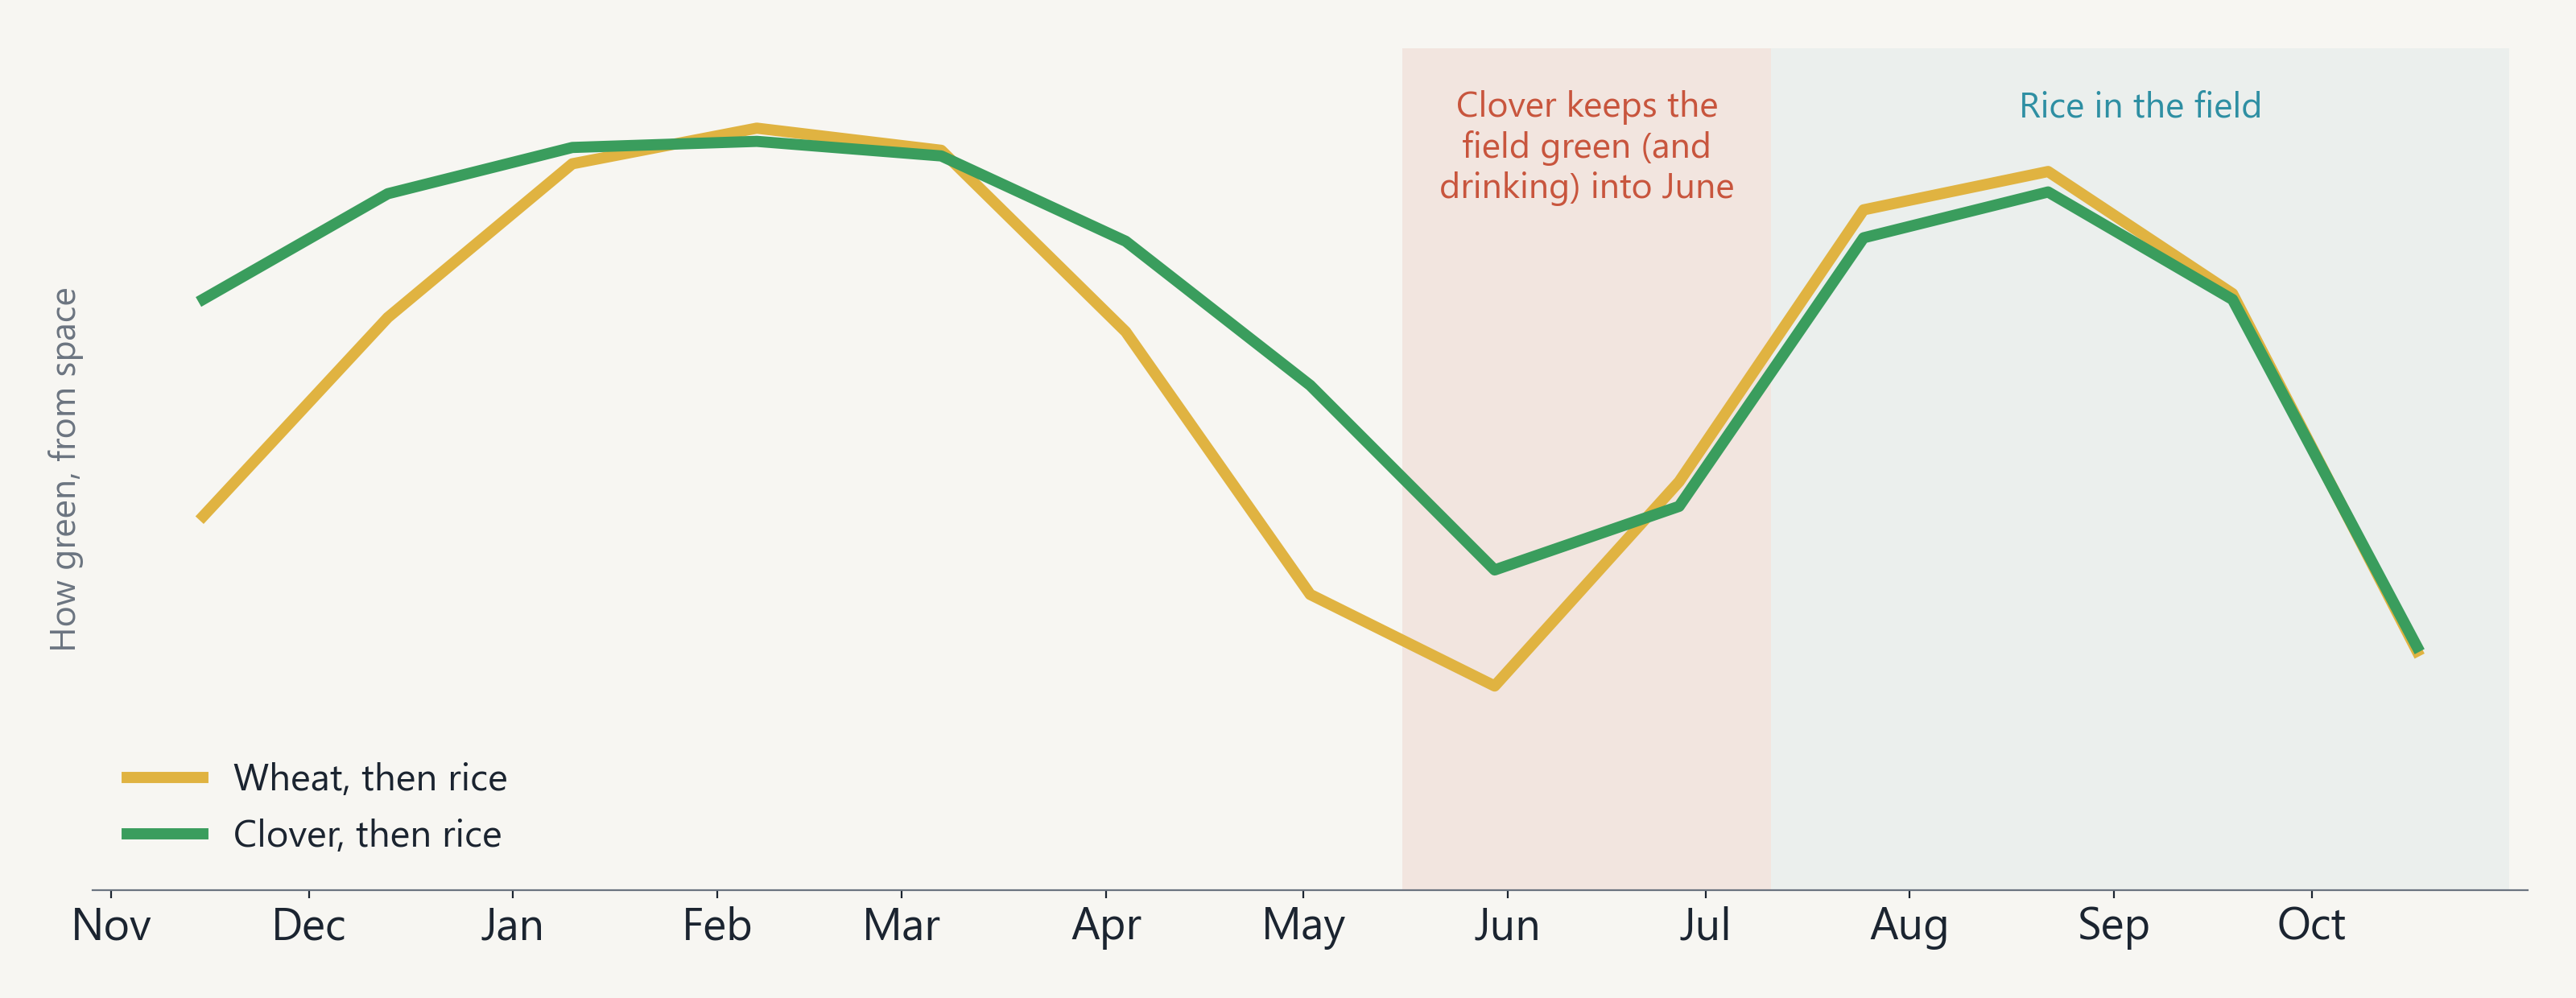 Clover keeps the
field green (and
drinking) into June
Rice in the field
How green, from space
Wheat, then rice
Clover, then rice
Nov Dec Jan Feb Mar Apr May Jun Jul Aug Sep Oct